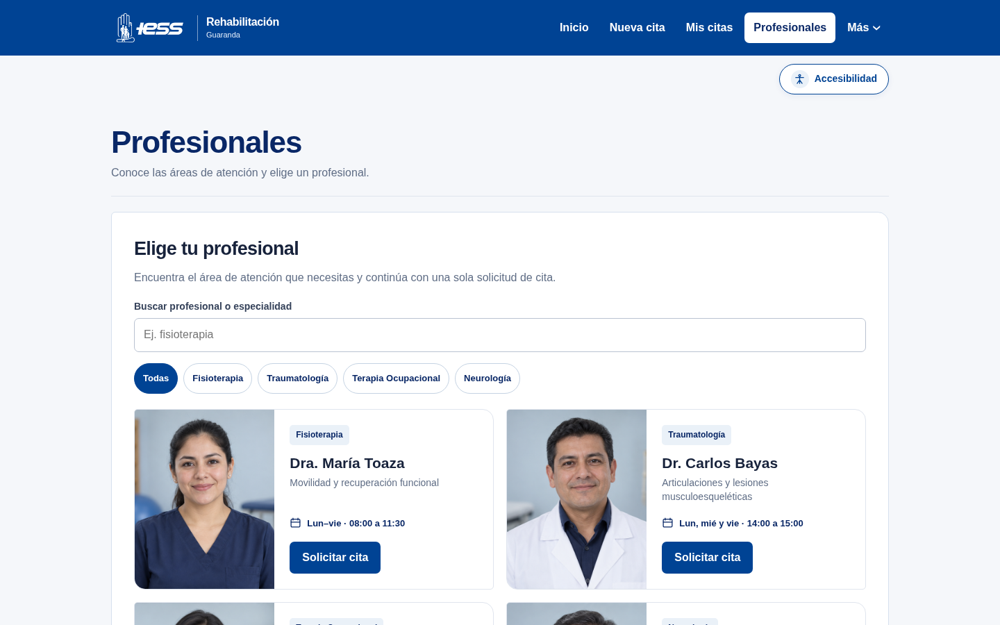 IESS
Rehabilitación
Guaranda
Inicio
Nueva cita
Mis citas
Profesionales
Más
Accesibilidad
Profesionales
Conoce las áreas de atención y elige un profesional.
Elige tu profesional
Encuentra el área de atención que necesitas y continúa con una sola solicitud de cita.
Buscar profesional o especialidad
Ej. fisioterapia
Todas
Fisioterapia
Traumatología
Terapia Ocupacional
Neurología
Fisioterapia
Dra. María Toaza
Movilidad y recuperación funcional
Lun–vie · 08:00 a 11:30
Solicitar cita
Traumatología
Dr. Carlos Bayas
Articulaciones y lesiones
musculoesqueléticas
Lun, mié y vie · 14:00 a 15:00
Solicitar cita